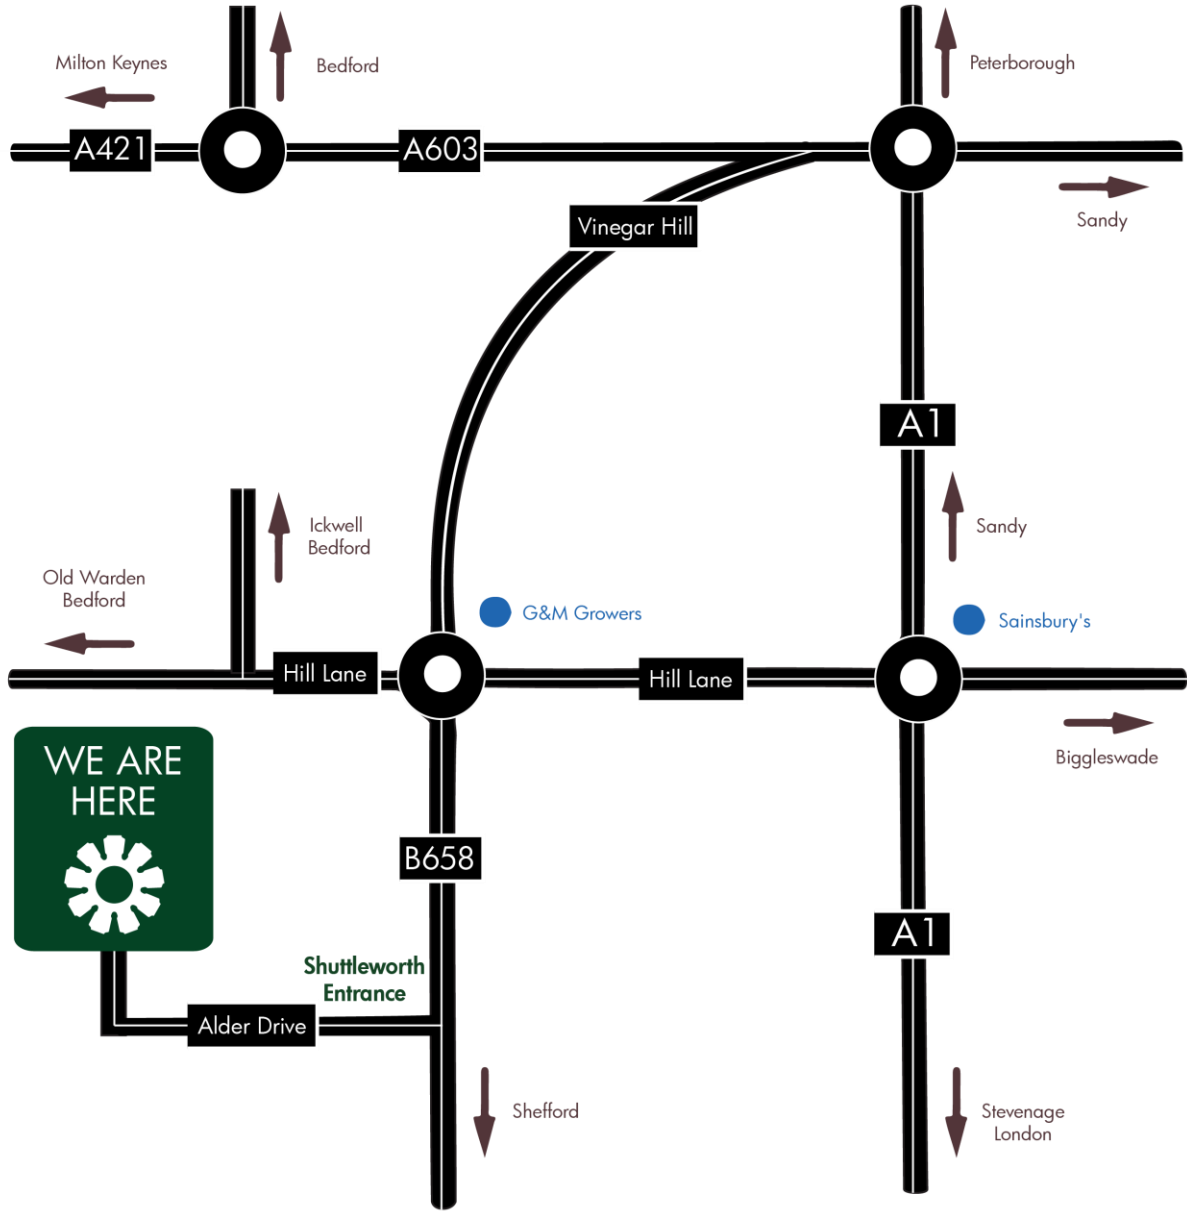 Milton Keynes
Bedford
Peterborough
A421
A603
Sandy
Vinegar Hill
A1
Sandy
Ickwell
Bedford
Old Warden
Bedford
G&M Growers
Sainsbury's
Hill Lane
Hill Lane
Biggleswade
WE ARE
HERE
B658
A1
Shuttleworth
Entrance
Alder Drive
Shefford
Stevenage
London